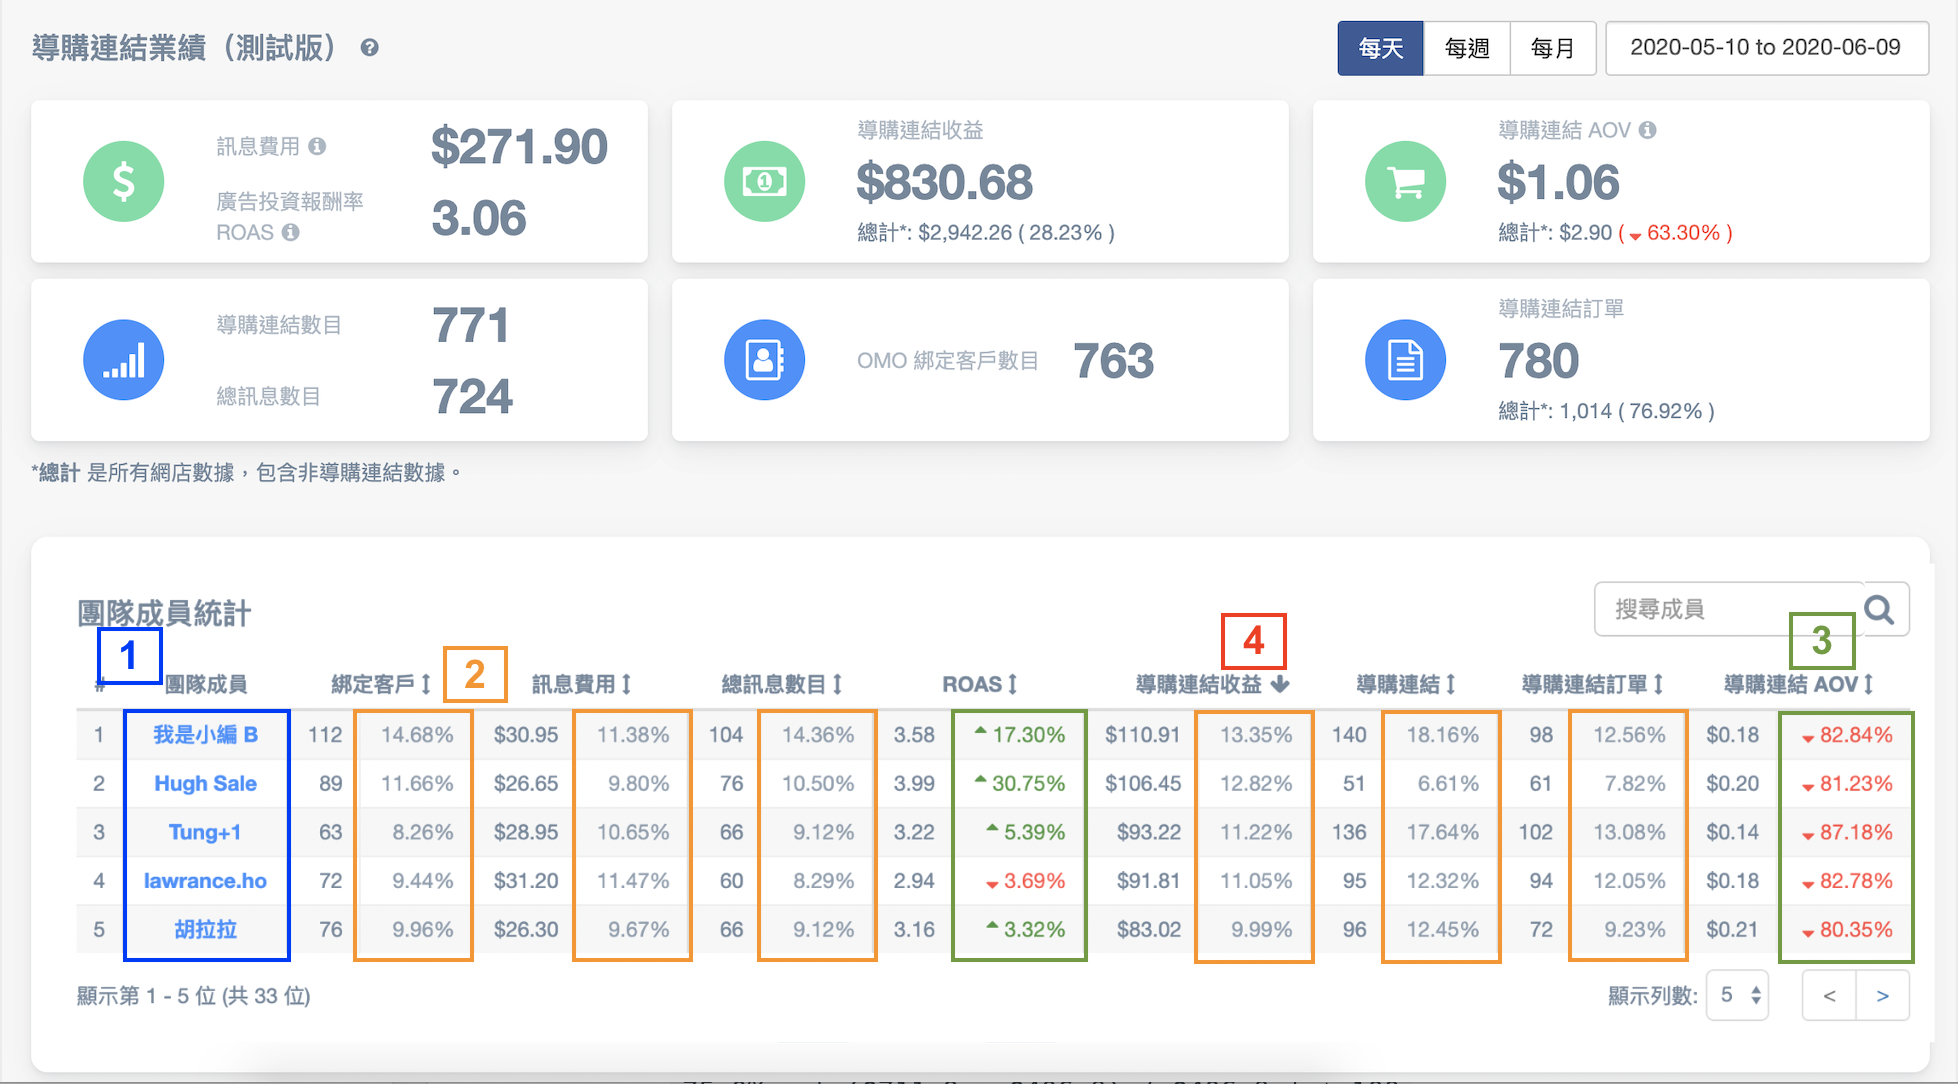 導購連結業績（測試版）
每天 每週 每月 2020-05-10 to 2020-06-09
訊息費用 $271.90
廣告投資報酬率
ROAS 3.06
導購連結收益
$830.68
總計*: $2,942.26 ( 28.23% )
導購連結 AOV
$1.06
總計*: $2.90 ( 63.30% )
導購連結數目 771
總訊息數目 724
OMO 綁定客戶數目 763
導購連結訂單
780
總計*: 1,014 ( 76.92% )
*總計 是所有網店數據，包含非導購連結數據。
團隊成員統計
搜尋成員
1 2 4 3
# 團隊成員 綁定客戶 訊息費用 總訊息數目 ROAS 導購連結收益 導購連結 導購連結訂單 導購連結 AOV
1 我是小編 B 112 14.68% $30.95 11.38% 104 14.36% 3.58 17.30% $110.91 13.35% 140 18.16% 98 12.56% $0.18 82.84%
2 Hugh Sale 89 11.66% $26.65 9.80% 76 10.50% 3.99 30.75% $106.45 12.82% 51 6.61% 61 7.82% $0.20 81.23%
3 Tung+1 63 8.26% $28.95 10.65% 66 9.12% 3.22 5.39% $93.22 11.22% 136 17.64% 102 13.08% $0.14 87.18%
4 lawrance.ho 72 9.44% $31.20 11.47% 60 8.29% 2.94 3.69% $91.81 11.05% 95 12.32% 94 12.05% $0.18 82.78%
5 胡拉拉 76 9.96% $26.30 9.67% 66 9.12% 3.16 3.32% $83.02 9.99% 96 12.45% 72 9.23% $0.21 80.35%
顯示第 1 - 5 位 (共 33 位)
顯示列數: 5 < >